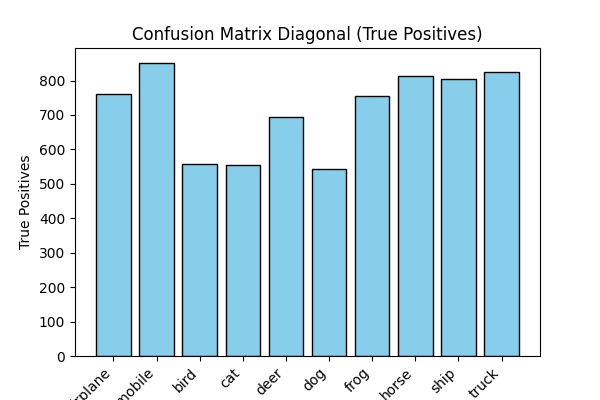 Confusion Matrix Diagonal (True Positives)
True Positives
800
700
600
500
400
300
200
100
0
rplane
mobile
bird
cat
deer
dog
frog
horse
ship
truck